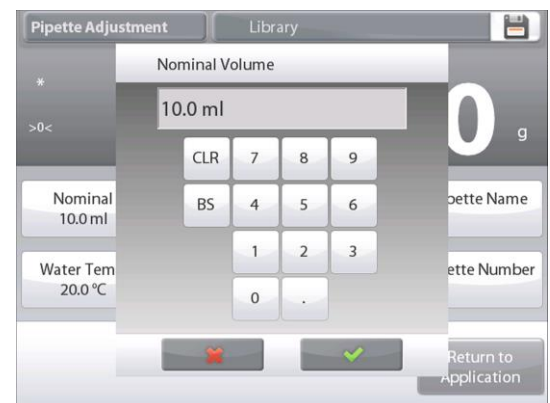 Pipette Adjustment
Library
Nominal Volume
10.0 ml
*
>0<
0
g
CLR 7 8 9
BS 4 5 6
1 2 3
0 .
Nominal
10.0 ml
pette Name
Water Tem
20.0 °C
ette Number
Return to
Application